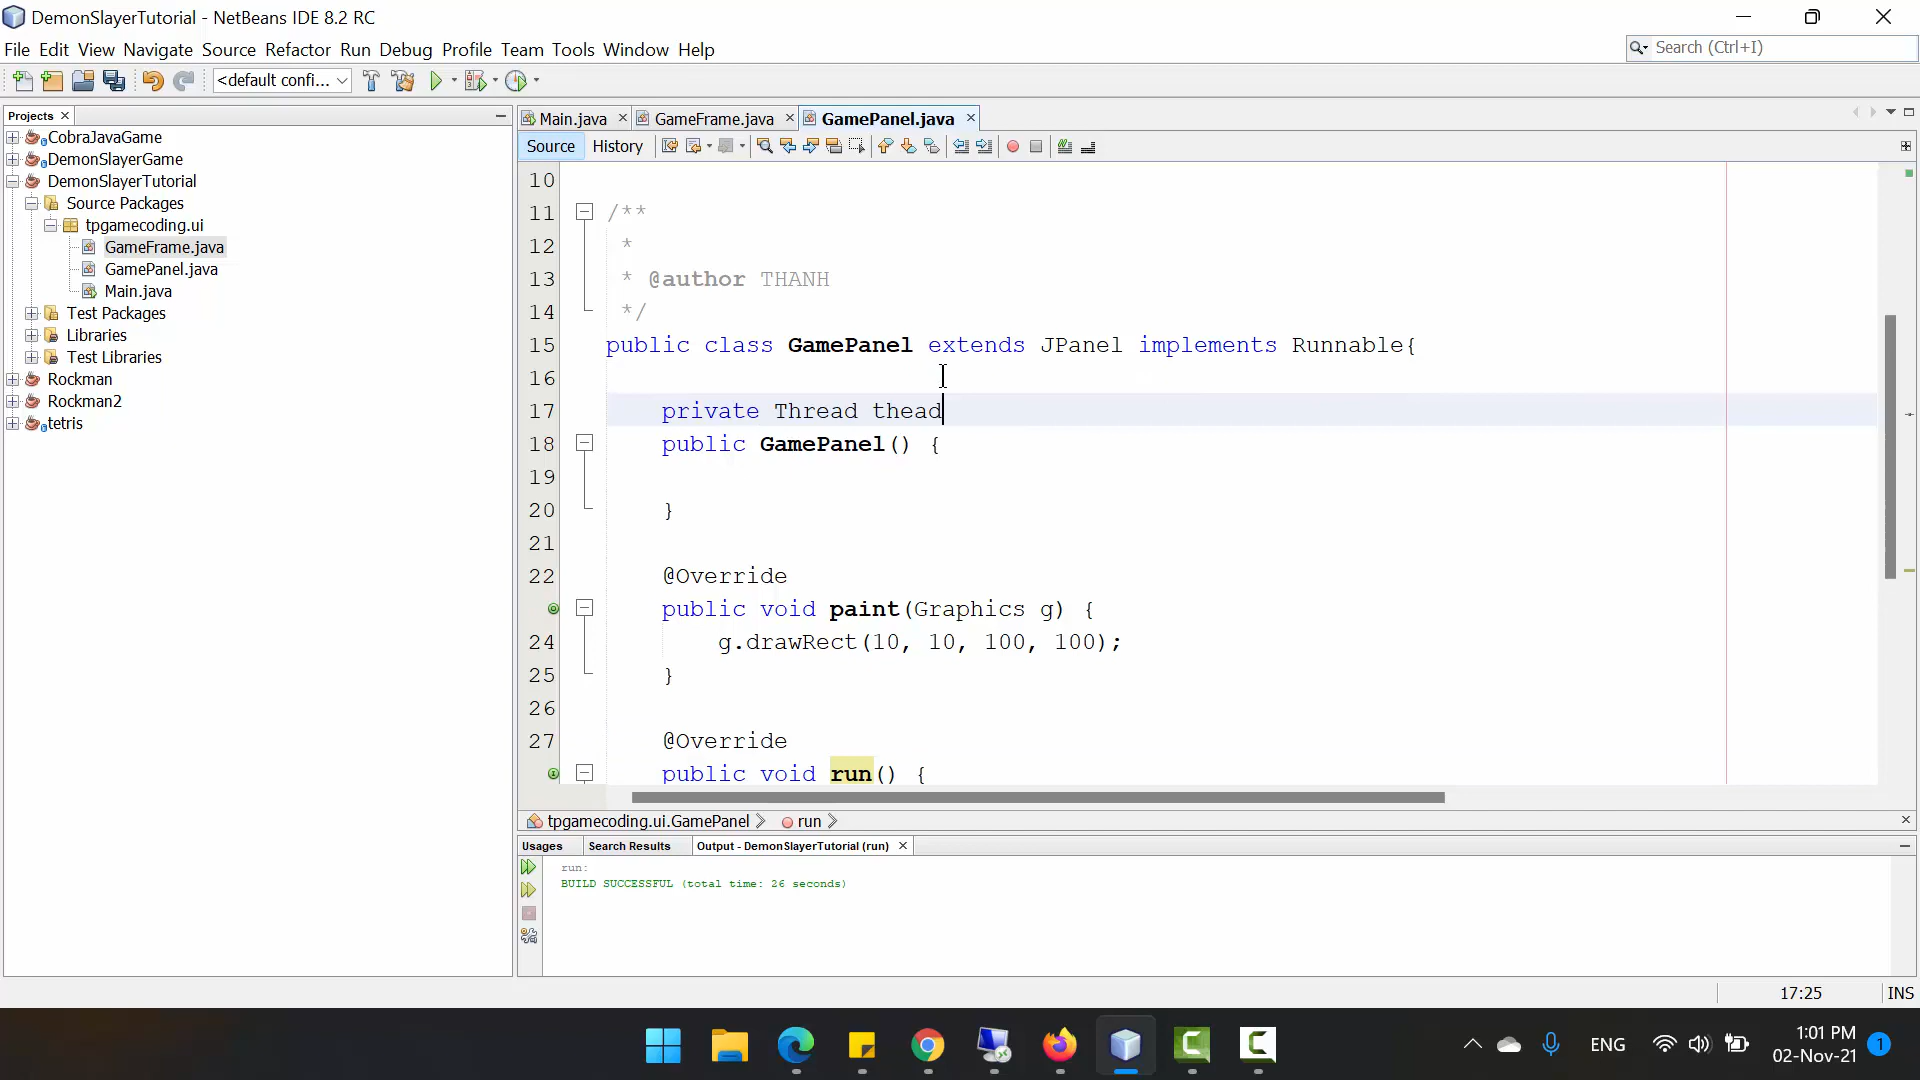 DemonSlayerTutorial - NetBeans IDE 8.2 RC
File Edit View Navigate Source Refactor Run Debug Profile Team Tools Window Help
Search (Ctrl+I)
<default confi...
Projects
CobraJavaGame
DemonSlayerGame
DemonSlayerTutorial
Source Packages
tpgamecoding.ui
GameFrame.java
GamePanel.java
Main.java
Test Packages
Libraries
Test Libraries
Rockman
Rockman2
tetris
Main.java GameFrame.java GamePanel.java
Source History
10
11 /**
12 *
13 * @author THANH
14 */
15 public class GamePanel extends JPanel implements Runnable{
16
17 private Thread thead
18 public GamePanel() {
19
20 }
21
22 @Override
public void paint(Graphics g) {
24 g.drawRect(10, 10, 100, 100);
25 }
26
27 @Override
public void run() {
tpgamecoding.ui.GamePanel run
Usages Search Results Output - DemonSlayerTutorial (run)
run:
BUILD SUCCESSFUL (total time: 26 seconds)
17:25 INS
ENG
1:01 PM
02-Nov-21
1